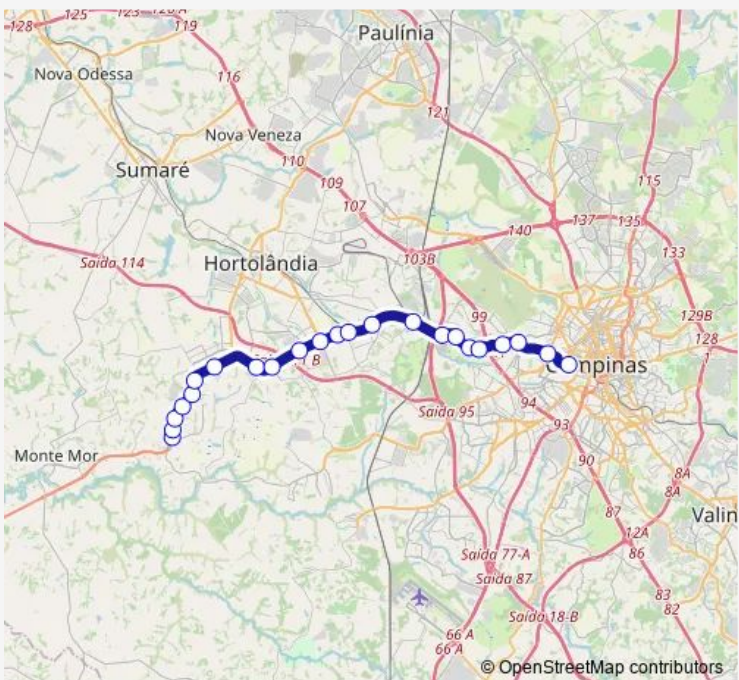 128
125
123
126-A
119
Paulínia
Nova Odessa
116
121
Nova Veneza
110
Sumaré
109
115
107
137
135
140
Saída 114
Hortolândia
103B
133
99
129B
128
Campinas
94
Saída 95
93
Monte Mor
90
8A
8A
87
Valin
12A
86
Saída 77-A
Saída 87
83
82
Saída 18-B
66 A
66 A
© OpenStreetMap contributors